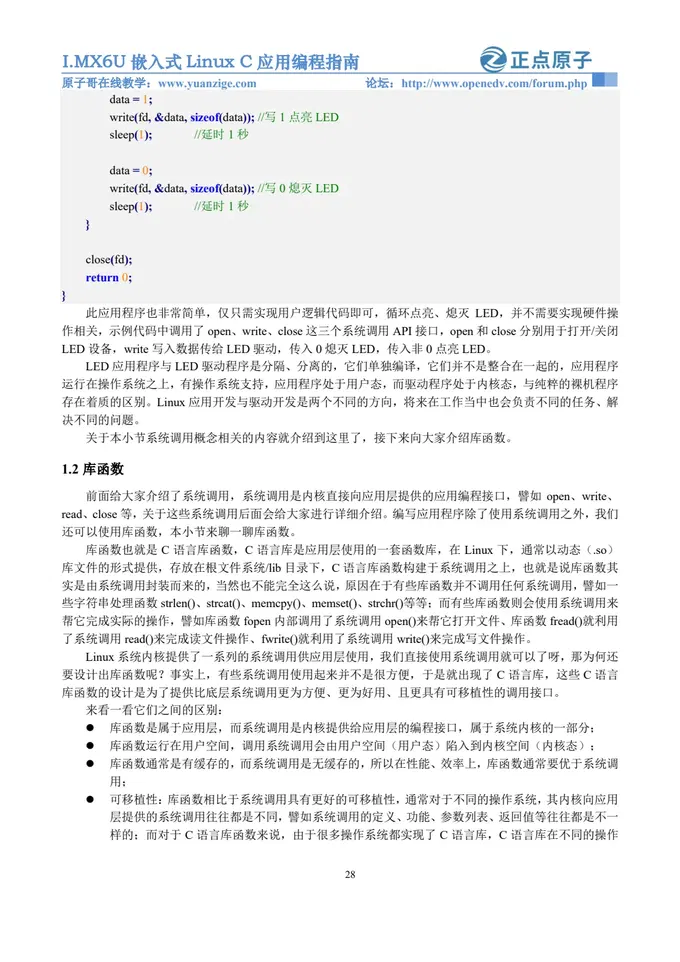 I.MX6U 嵌入式 Linux C 应用编程指南
正点原子
原子哥在线教学：www.yuanzige.com 论坛：http://www.openedv.com/forum.php
data = 1;
write(fd, &data, sizeof(data)); //写 1 点亮 LED
sleep(1); //延时 1 秒
data = 0;
write(fd, &data, sizeof(data)); //写 0 熄灭 LED
sleep(1); //延时 1 秒
}
close(fd);
return 0;
}
此应用程序也非常简单，仅只需实现用户逻辑代码即可，循环点亮、熄灭 LED，并不需要实现硬件操
作相关，示例代码中调用了 open、write、close 这三个系统调用 API 接口，open 和 close 分别用于打开/关闭
LED 设备，write 写入数据传给 LED 驱动，传入 0 熄灭 LED，传入非 0 点亮 LED。
LED 应用程序与 LED 驱动程序是分隔、分离的，它们单独编译，它们并不是整合在一起的，应用程序
运行在操作系统之上，有操作系统支持，应用程序处于用户态，而驱动程序处于内核态，与纯粹的裸机程序
存在着质的区别。Linux 应用开发与驱动开发是两个不同的方向，将来在工作当中也会负责不同的任务、解
决不同的问题。
关于本小节系统调用概念相关的内容就介绍到这里了，接下来向大家介绍库函数。
1.2 库函数
前面给大家介绍了系统调用，系统调用是内核直接向应用层提供的应用编程接口，譬如 open、write、
read、close 等，关于这些系统调用后面会给大家进行详细介绍。编写应用程序除了使用系统调用之外，我们
还可以使用库函数，本小节来聊一聊库函数。
库函数也就是 C 语言库函数，C 语言库是应用层使用的一套函数库，在 Linux 下，通常以动态（.so）
库文件的形式提供，存放在根文件系统/lib 目录下，C 语言库函数构建于系统调用之上，也就是说库函数其
实是由系统调用封装而来的，当然也不能完全这么说，原因在于有些库函数并不调用任何系统调用，譬如一
些字符串处理函数 strlen()、strcat()、memcpy()、memset()、strchr()等等；而有些库函数则会使用系统调用来
帮它完成实际的操作，譬如库函数 fopen 内部调用了系统调用 open()来帮它打开文件、库函数 fread()就利用
了系统调用 read()来完成读文件操作、fwrite()就利用了系统调用 write()来完成写文件操作。
Linux 系统内核提供了一系列的系统调用供应用层使用，我们直接使用系统调用就可以了呀，那为何还
要设计出库函数呢？事实上，有些系统调用使用起来并不是很方便，于是就出现了 C 语言库，这些 C 语言
库函数的设计是为了提供比底层系统调用更为方便、更为好用、且更具有可移植性的调用接口。
来看一看它们之间的区别：
● 库函数是属于应用层，而系统调用是内核提供给应用层的编程接口，属于系统内核的一部分；
● 库函数运行在用户空间，调用系统调用会由用户空间（用户态）陷入到内核空间（内核态）；
● 库函数通常是有缓存的，而系统调用是无缓存的，所以在性能、效率上，库函数通常要优于系统调
用；
● 可移植性：库函数相比于系统调用具有更好的可移植性，通常对于不同的操作系统，其内核向应用
层提供的系统调用往往都是不同，譬如系统调用的定义、功能、参数列表、返回值等往往都是不一
样的；而对于 C 语言库函数来说，由于很多操作系统都实现了 C 语言库，C 语言库在不同的操作
28